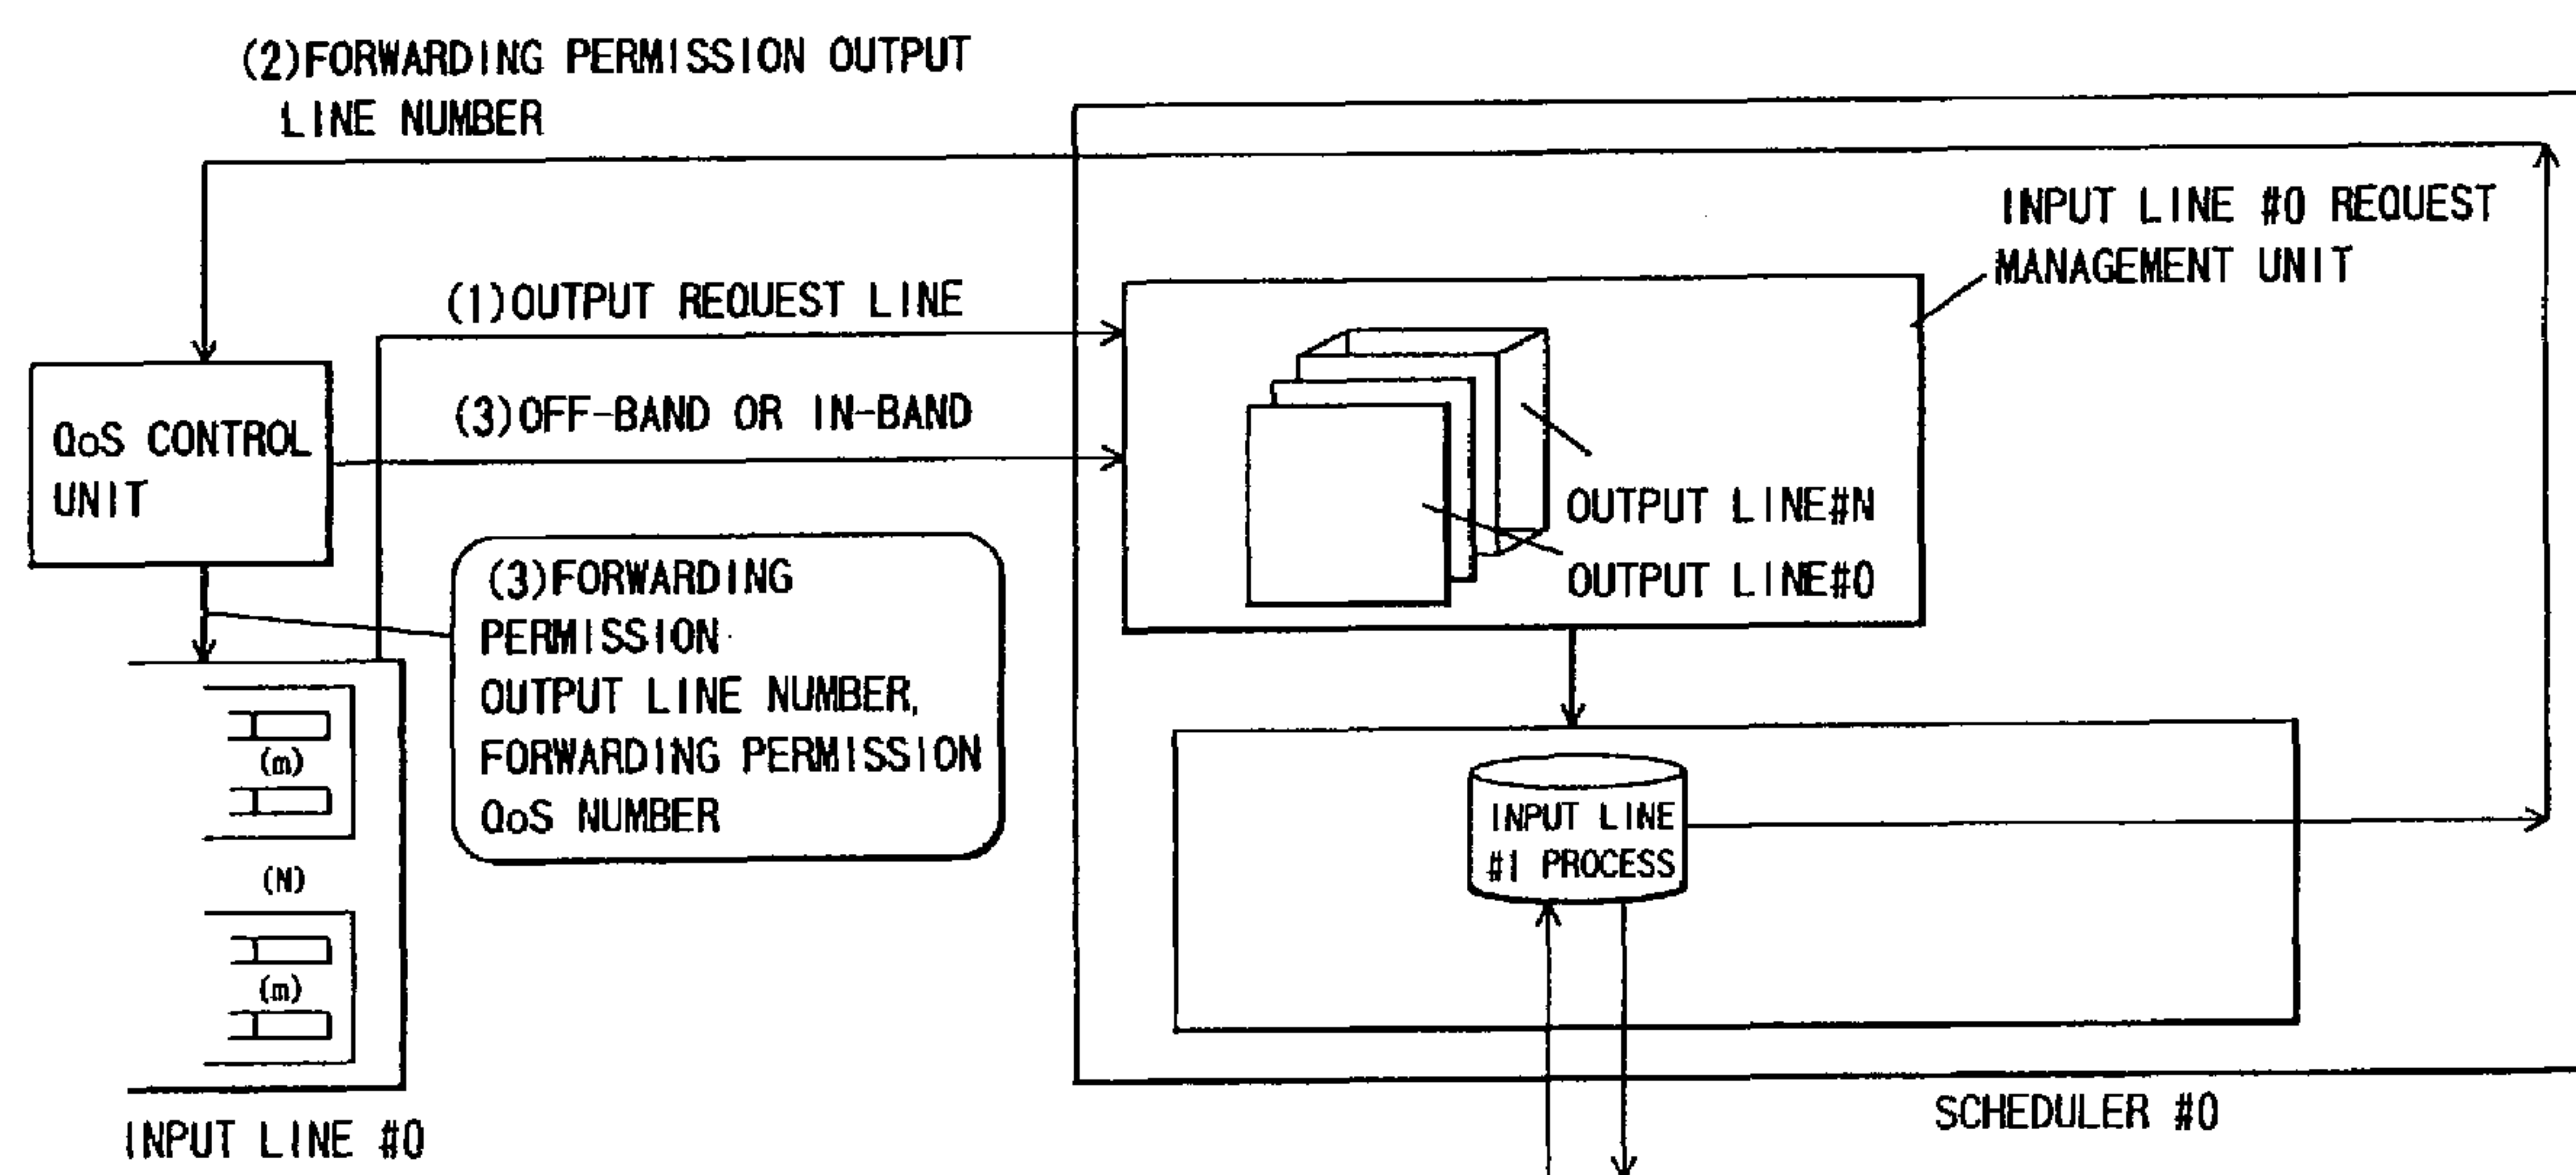 (2)FORWARDING PERMISSION OUTPUT
LINE NUMBER
INPUT LINE #0 REQUEST
MANAGEMENT UNIT
(1)OUTPUT REQUEST LINE
(3)OFF-BAND OR IN-BAND
QoS CONTROL
UNIT
OUTPUT LINE#N
OUTPUT LINE#0
(3)FORWARDING
PERMISSION
OUTPUT LINE NUMBER,
FORWARDING PERMISSION
QoS NUMBER
(m)
(N)
(m)
INPUT LINE
#1 PROCESS
SCHEDULER #0
INPUT LINE #0